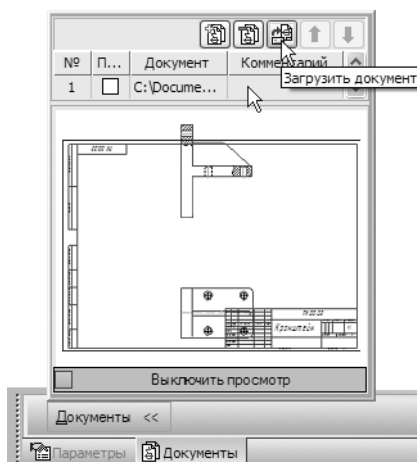 № П... Документ Комментарий
Загрузить документ
1 C:\Docume...
Кронштейн
Выключить просмотр
Документы <<
Параметры Документы